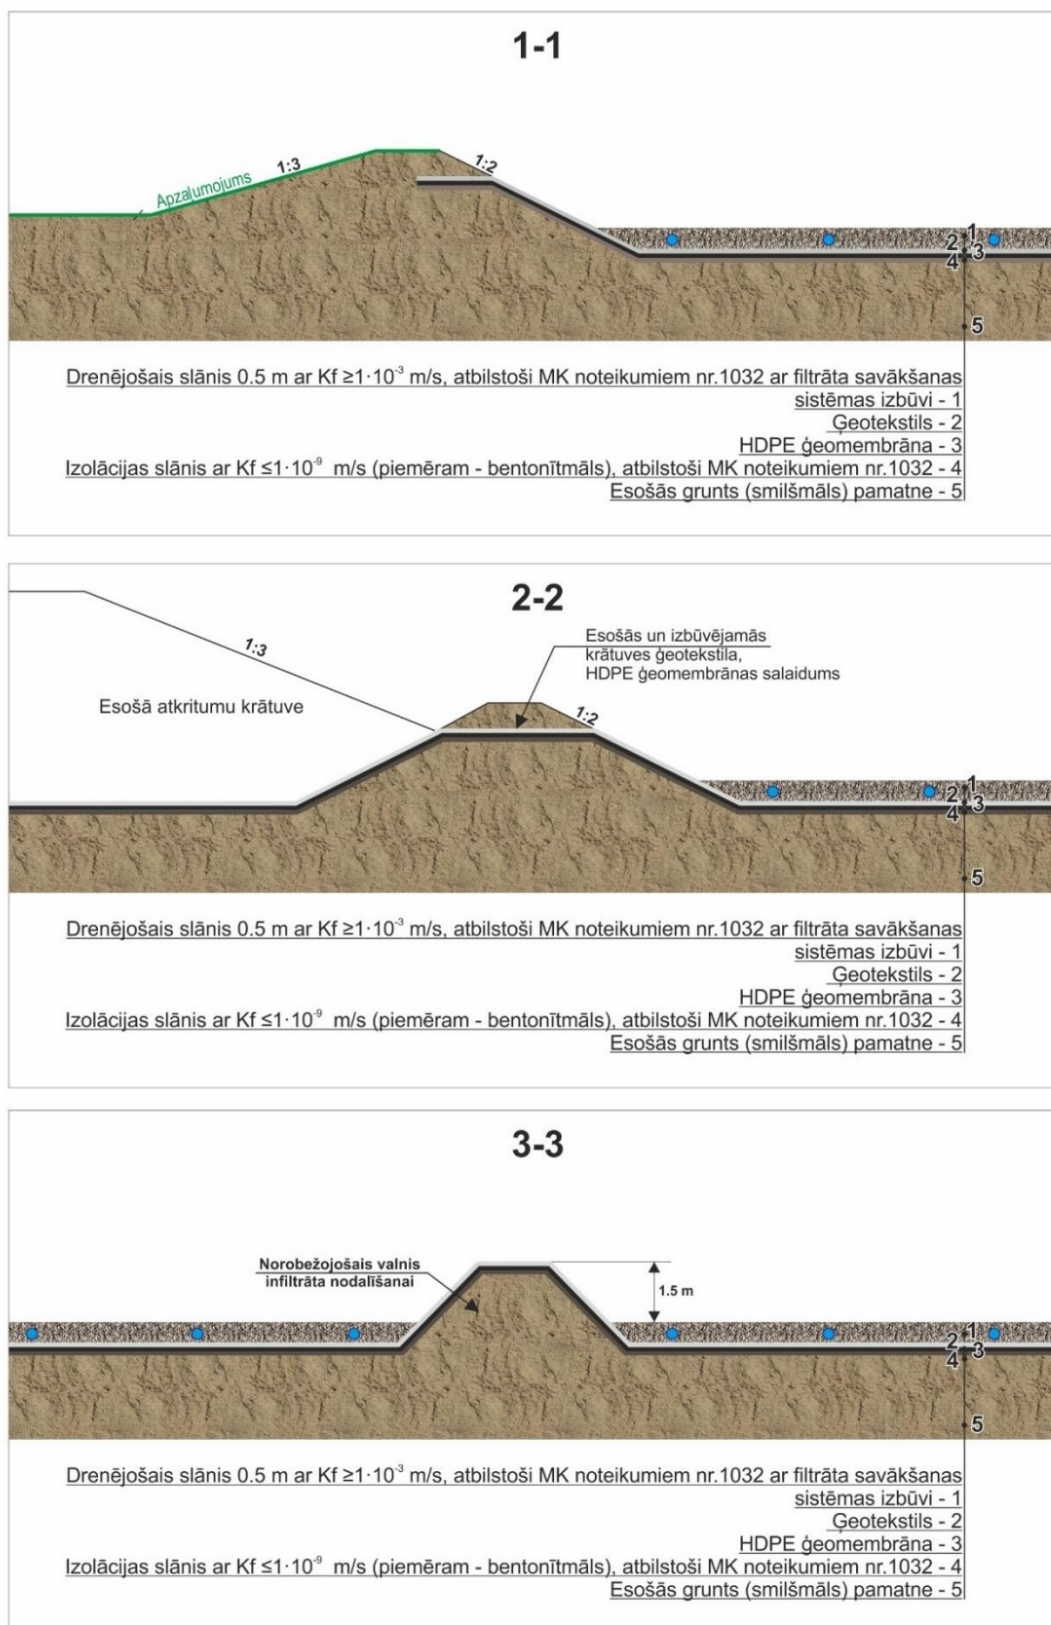 1-1
1:3
1:2
Apzaļumojums
1
2
3
4
5
Drenējošais slānis 0.5 m ar Kf ≥1·10⁻³ m/s, atbilstoši MK noteikumiem nr.1032 ar filtrāta savākšanas
sistēmas izbūvi - 1
Ģeotekstils - 2
HDPE ģeomembrāna - 3
Izolācijas slānis ar Kf ≤1·10⁻⁹ m/s (piemēram - bentonītmāls), atbilstoši MK noteikumiem nr.1032 - 4
Esošās grunts (smilšmāls) pamatne - 5
2-2
1:3
Esošās un izbūvējamās
krātuves ģeotekstila,
HDPE ģeomembrānas salaidums
Esošā atkritumu krātuve
1:2
1
2
3
4
5
Drenējošais slānis 0.5 m ar Kf ≥1·10⁻³ m/s, atbilstoši MK noteikumiem nr.1032 ar filtrāta savākšanas
sistēmas izbūvi - 1
Ģeotekstils - 2
HDPE ģeomembrāna - 3
Izolācijas slānis ar Kf ≤1·10⁻⁹ m/s (piemēram - bentonītmāls), atbilstoši MK noteikumiem nr.1032 - 4
Esošās grunts (smilšmāls) pamatne - 5
3-3
Norobežojošais valnis
infiltrāta nodalīšanai
1.5 m
1
2
3
4
5
Drenējošais slānis 0.5 m ar Kf ≥1·10⁻³ m/s, atbilstoši MK noteikumiem nr.1032 ar filtrāta savākšanas
sistēmas izbūvi - 1
Ģeotekstils - 2
HDPE ģeomembrāna - 3
Izolācijas slānis ar Kf ≤1·10⁻⁹ m/s (piemēram - bentonītmāls), atbilstoši MK noteikumiem nr.1032 - 4
Esošās grunts (smilšmāls) pamatne - 5